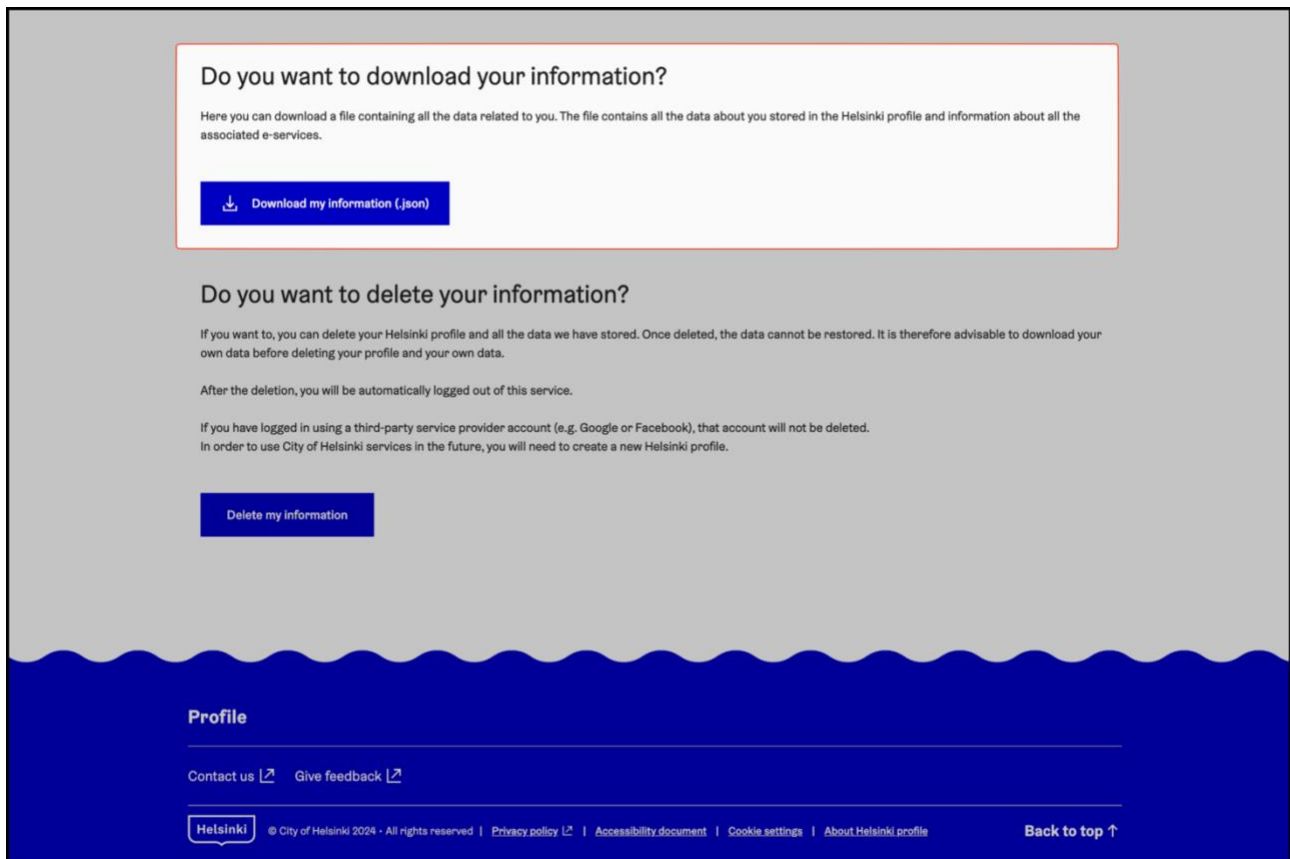 Do you want to download your information?
Here you can download a file containing all the data related to you. The file contains all the data about you stored in the Helsinki profile and information about all the
associated e-services.
Download my information (.json)
Do you want to delete your information?
If you want to, you can delete your Helsinki profile and all the data we have stored. Once deleted, the data cannot be restored. It is therefore advisable to download your
own data before deleting your profile and your own data.
After the deletion, you will be automatically logged out of this service.
If you have logged in using a third-party service provider account (e.g. Google or Facebook), that account will not be deleted.
In order to use City of Helsinki services in the future, you will need to create a new Helsinki profile.
Delete my information
Profile
Contact us Give feedback
Helsinki © City of Helsinki 2024 • All rights reserved | Privacy policy | Accessibility document | Cookie settings | About Helsinki profile Back to top ↑